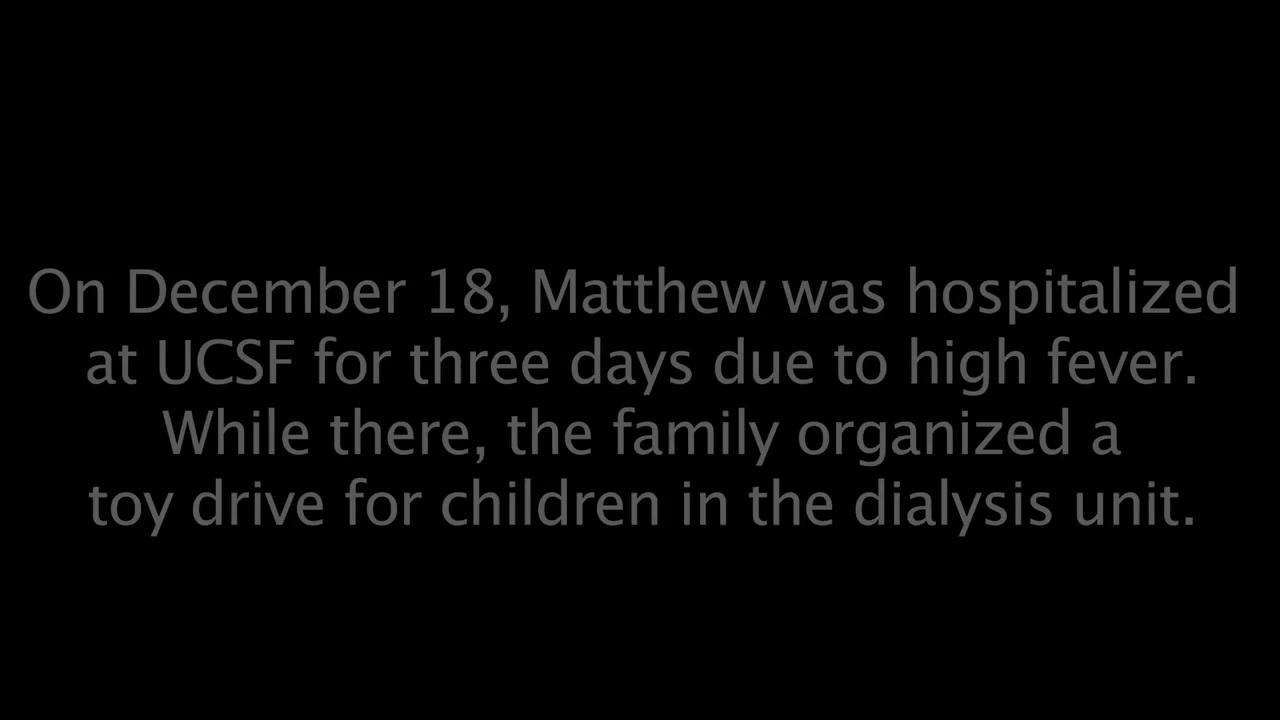 On December 18, Matthew was hospitalized
at UCSF for three days due to high fever.
While there, the family organized a
toy drive for children in the dialysis unit.